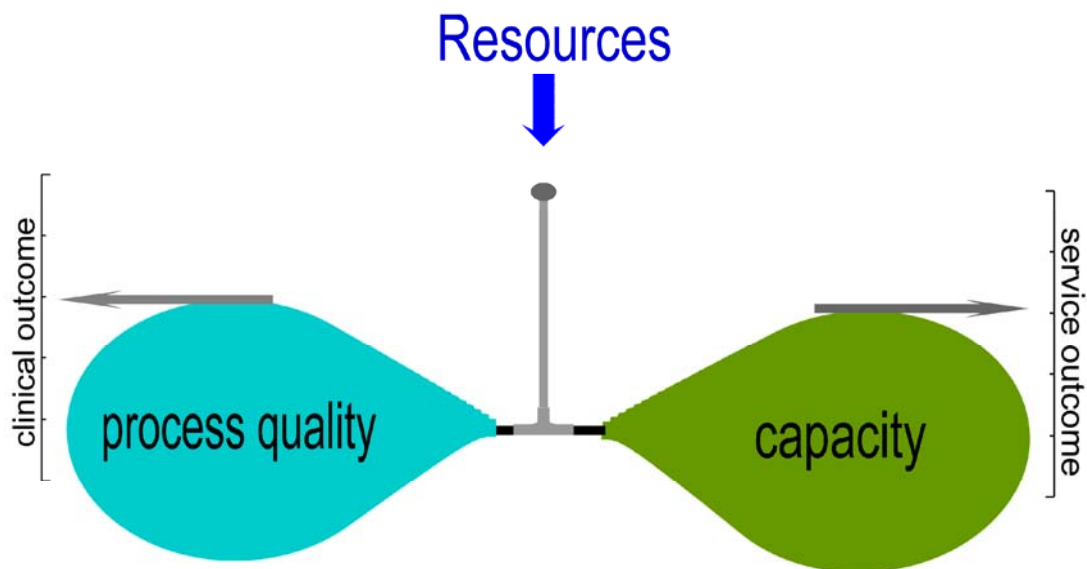 Resources
clinical outcome
process quality
capacity
service outcome